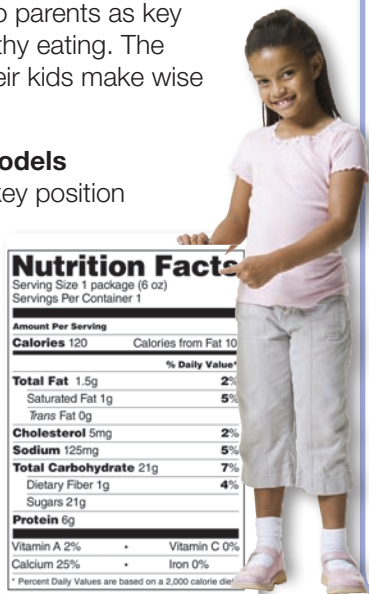 o parents as key
thy eating. The
eir kids make wise
odels
key position
Nutrition Facts
Serving Size 1 package (6 oz)
Servings Per Container 1
Amount Per Serving
Calories 120 Calories from Fat 10
% Daily Value*
Total Fat 1.5g 2%
Saturated Fat 1g 5%
Trans Fat 0g
Cholesterol 5mg 2%
Sodium 125mg 5%
Total Carbohydrate 21g 7%
Dietary Fiber 1g 4%
Sugars 21g
Protein 6g
Vitamin A 2% • Vitamin C 0%
Calcium 25% • Iron 0%
* Percent Daily Values are based on a 2,000 calorie die